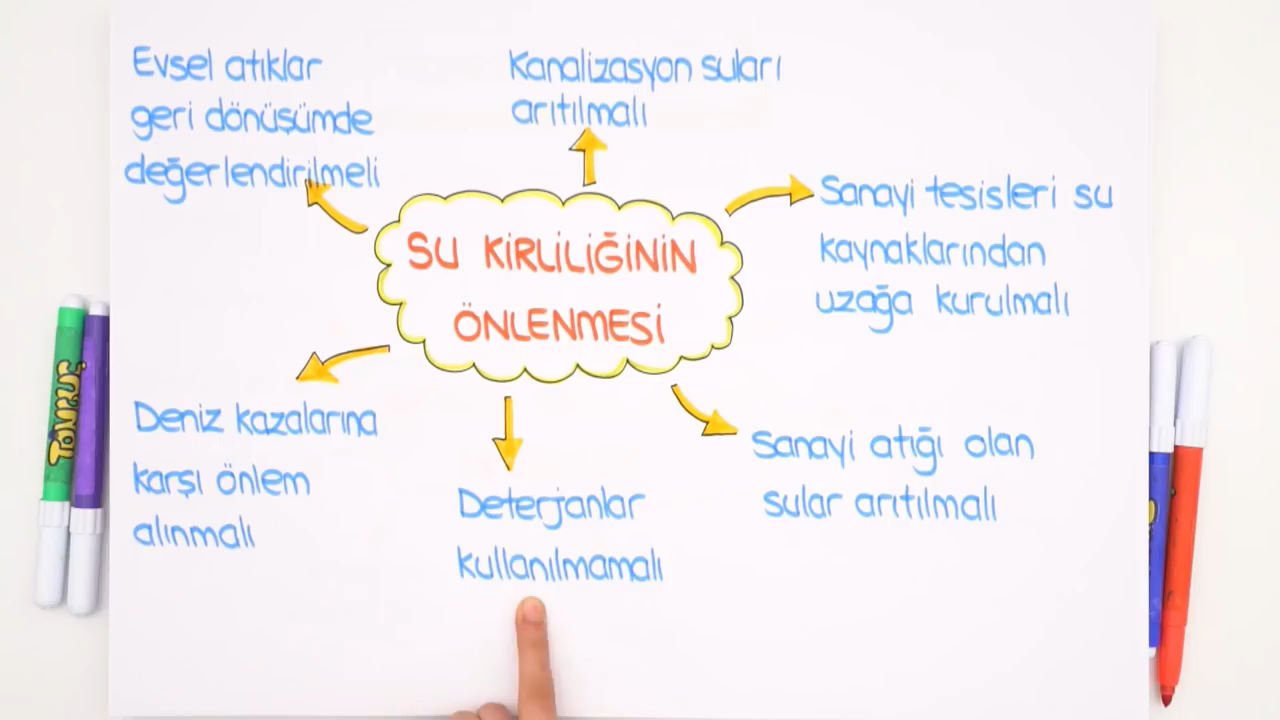 Evsel atıklar
geri dönüşümde
değerlendirilmeli
Kanalizasyon suları
arıtılmalı
SU KİRLİLİĞİNİN
ÖNLENMESİ
Sanayi tesisleri su
kaynaklarından
uzağa kurulmalı
Deniz kazalarına
karşı önlem
alınmalı
Deterjanlar
kullanılmamalı
Sanayi atığı olan
sular arıtılmalı
TONKUŞ